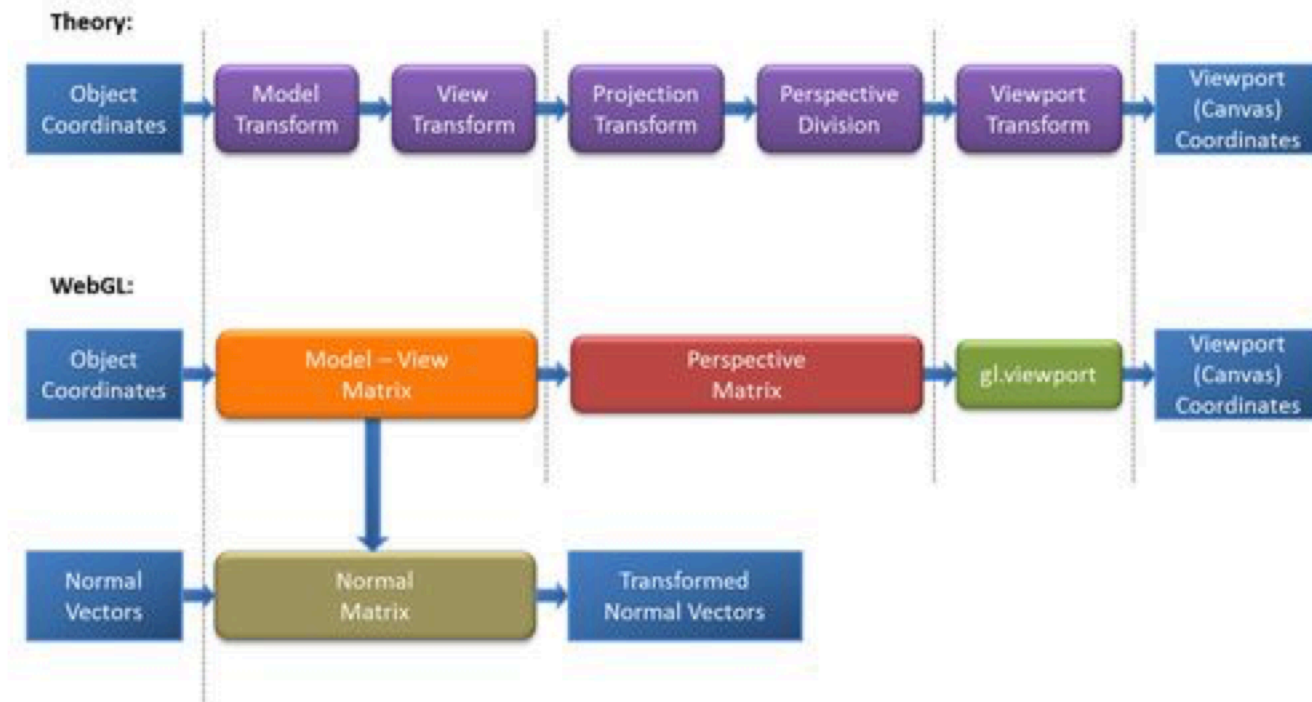 Theory:
Object
Coordinates
Model
Transform
View
Transform
Projection
Transform
Perspective
Division
Viewport
Transform
Viewport
(Canvas)
Coordinates
WebGL:
Object
Coordinates
Model – View
Matrix
Perspective
Matrix
gl.viewport
Viewport
(Canvas)
Coordinates
Normal
Vectors
Normal
Matrix
Transformed
Normal Vectors